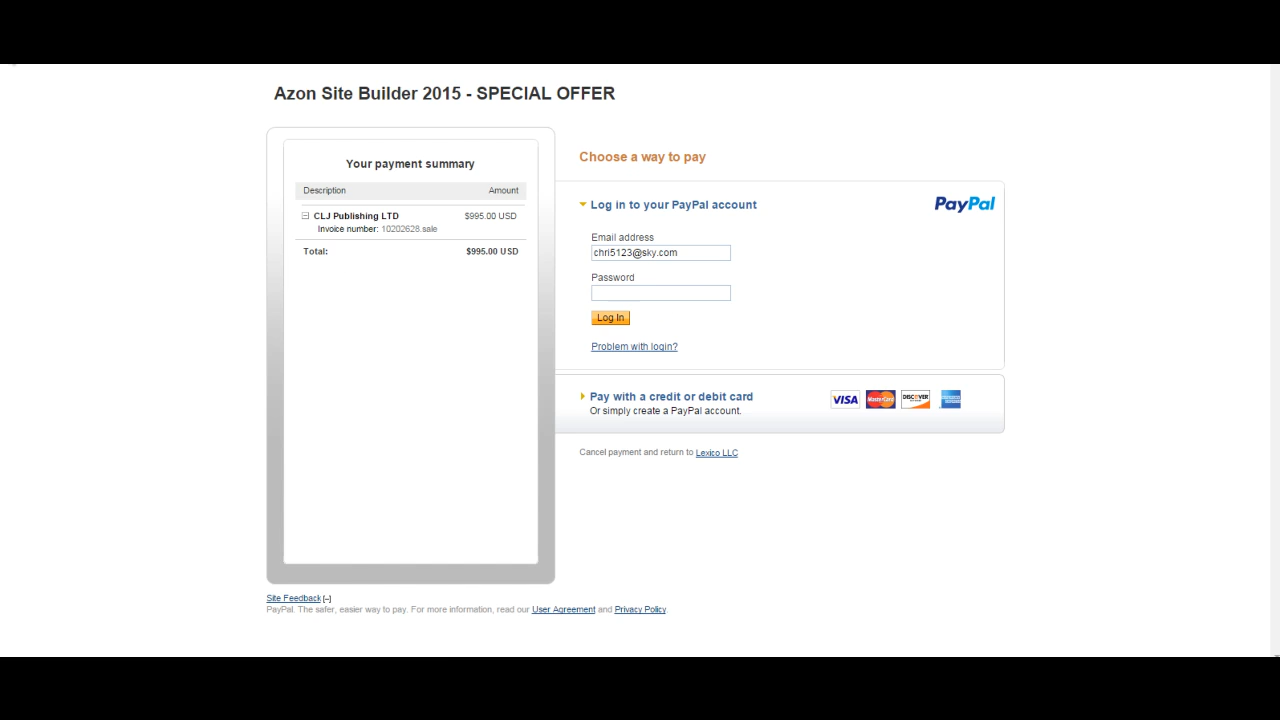 Azon Site Builder 2015 - SPECIAL OFFER
Your payment summary
Description Amount
CLJ Publishing LTD $995.00 USD
Invoice number: 10202628.sale
Total: $995.00 USD
Choose a way to pay
Log in to your PayPal account
PayPal
Email address
chri5123@sky.com
Password
Log In
Problem with login?
Pay with a credit or debit card
Or simply create a PayPal account.
VISA MasterCard DISCOVER
Cancel payment and return to Lexico LLC
Site Feedback [–]
PayPal. The safer, easier way to pay. For more information, read our User Agreement and Privacy Policy.